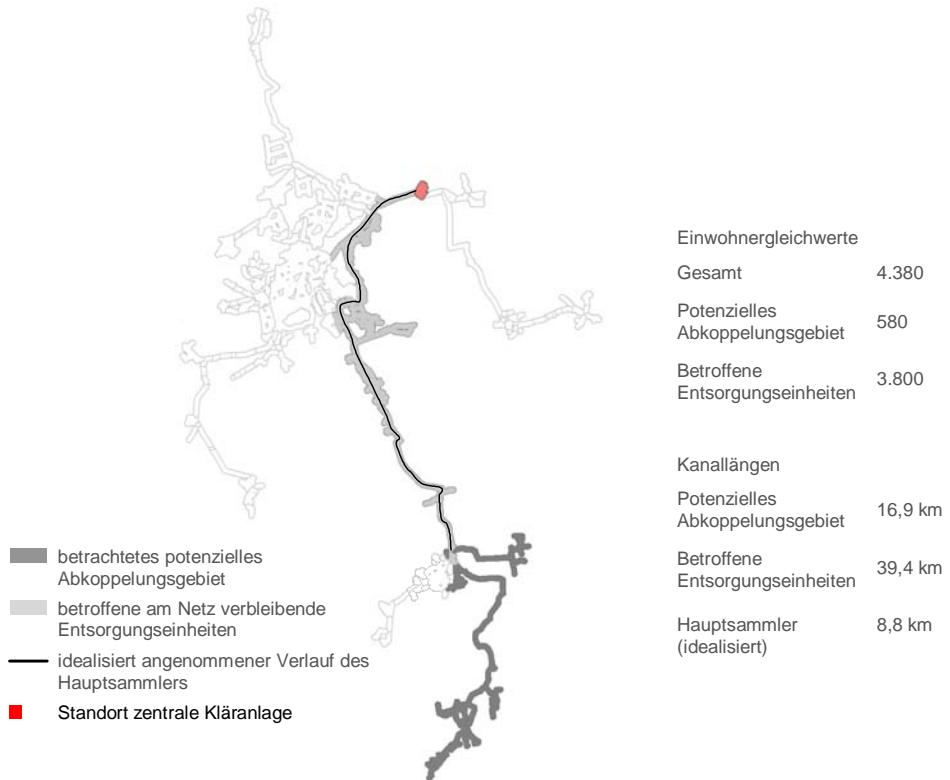 Einwohnergleichwerte
Gesamt 4.380
Potenzielles
Abkoppelungsgebiet 580
Betroffene
Entsorgungseinheiten 3.800
Kanallängen
Potenzielles
Abkoppelungsgebiet 16,9 km
Betroffene
Entsorgungseinheiten 39,4 km
Hauptsammler 8,8 km
(idealisiert)
betrachtetes potenzielles
Abkoppelungsgebiet
betroffene am Netz verbleibende
Entsorgungseinheiten
idealisiert angenommener Verlauf des
Hauptsammlers
Standort zentrale Kläranlage